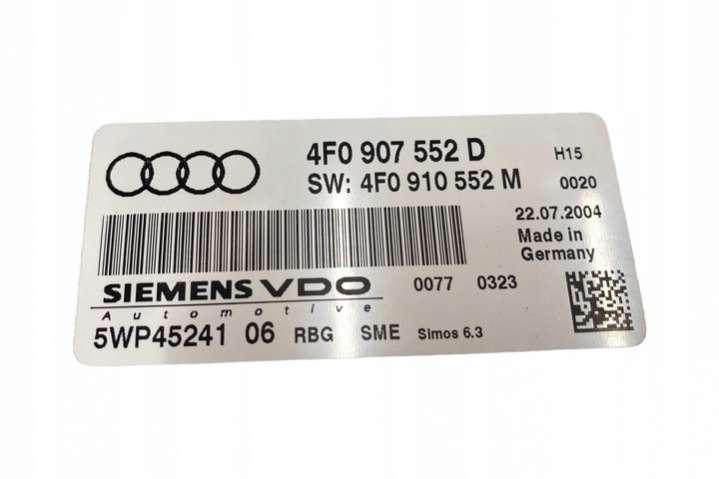 4F0 907 552 D H15
SW: 4F0 910 552 M 0020
22.07.2004
Made in
Germany
SIEMENS VDO 0077 0323
Automotive
5WP45241 06 RBG SME Simos 6.3